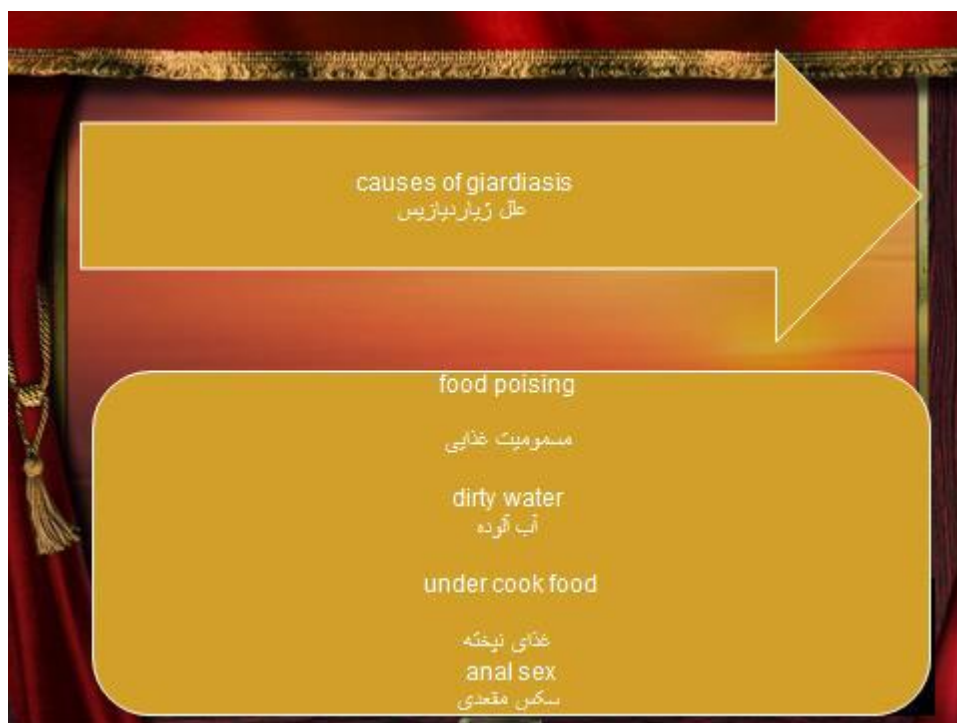 causes of giardiasis
علل ژیاردیازیس
food poising
مسمومیت غذایی
dirty water
آب آلوده
under cook food
غذای نپخته
anal sex
سکس مقعدی